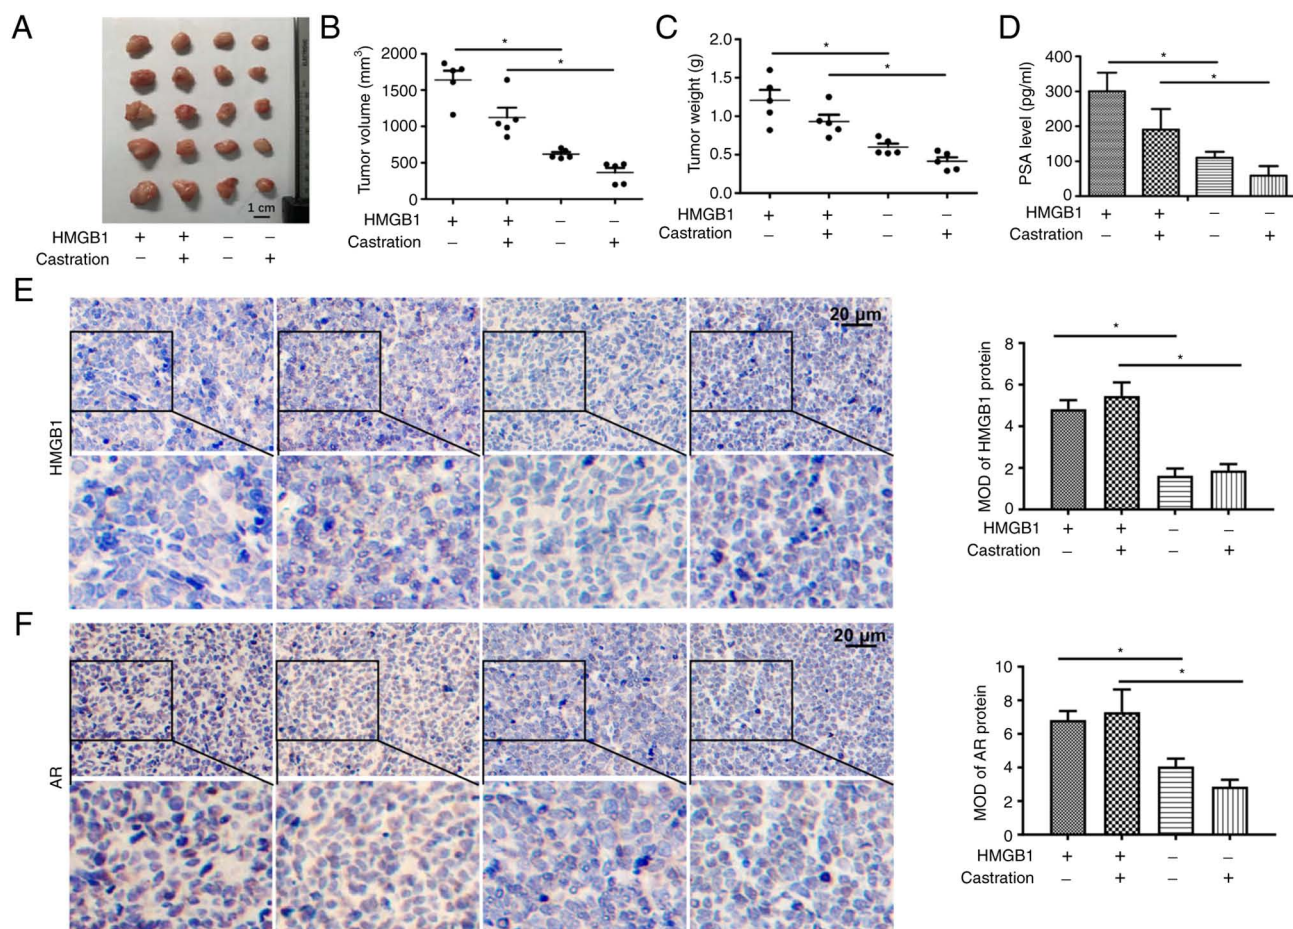 A
1 cm
HMGB1 + + – –
Castration – + – +
B
Tumor volume (mm3)
2000
1500
1000
500
0
* *
HMGB1 + + – –
Castration – + – +
C
Tumor weight (g)
2.0
1.5
1.0
0.5
0.0
* *
HMGB1 + + – –
Castration – + – +
D
PSA level (pg/ml)
400
300
200
100
0
* *
HMGB1 + + – –
Castration – + – +
E
HMGB1
20 μm
MOD of HMGB1 protein
8
6
4
2
0
* *
HMGB1 + + – –
Castration – + – +
F
AR
20 μm
MOD of AR protein
10
8
6
4
2
0
* *
HMGB1 + + – –
Castration – + – +